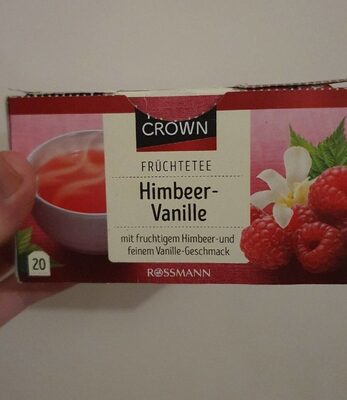 CROWN
FRÜCHTETEE
Himbeer-
Vanille
mit fruchtigem Himbeer-und
feinem Vanille-Geschmack
20
ROSSMANN